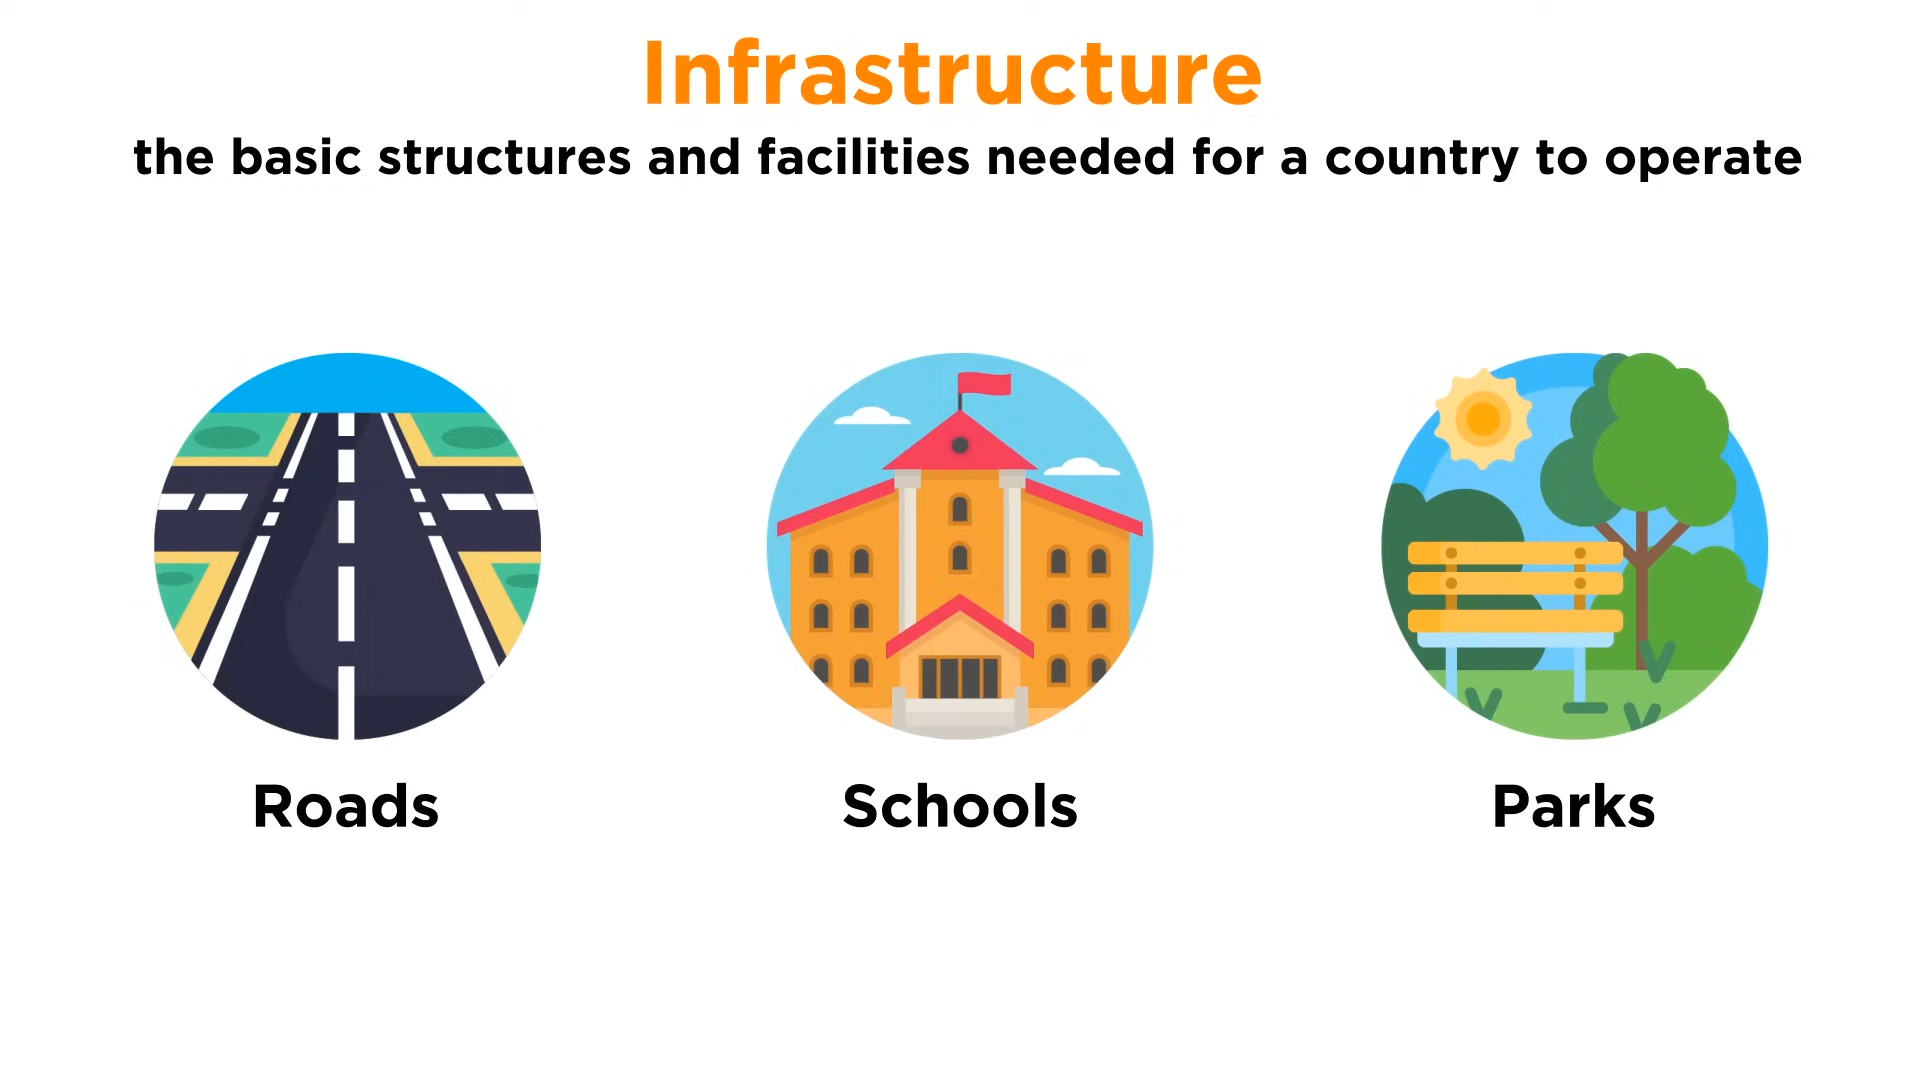 Infrastructure
the basic structures and facilities needed for a country to operate
Roads
Schools
Parks